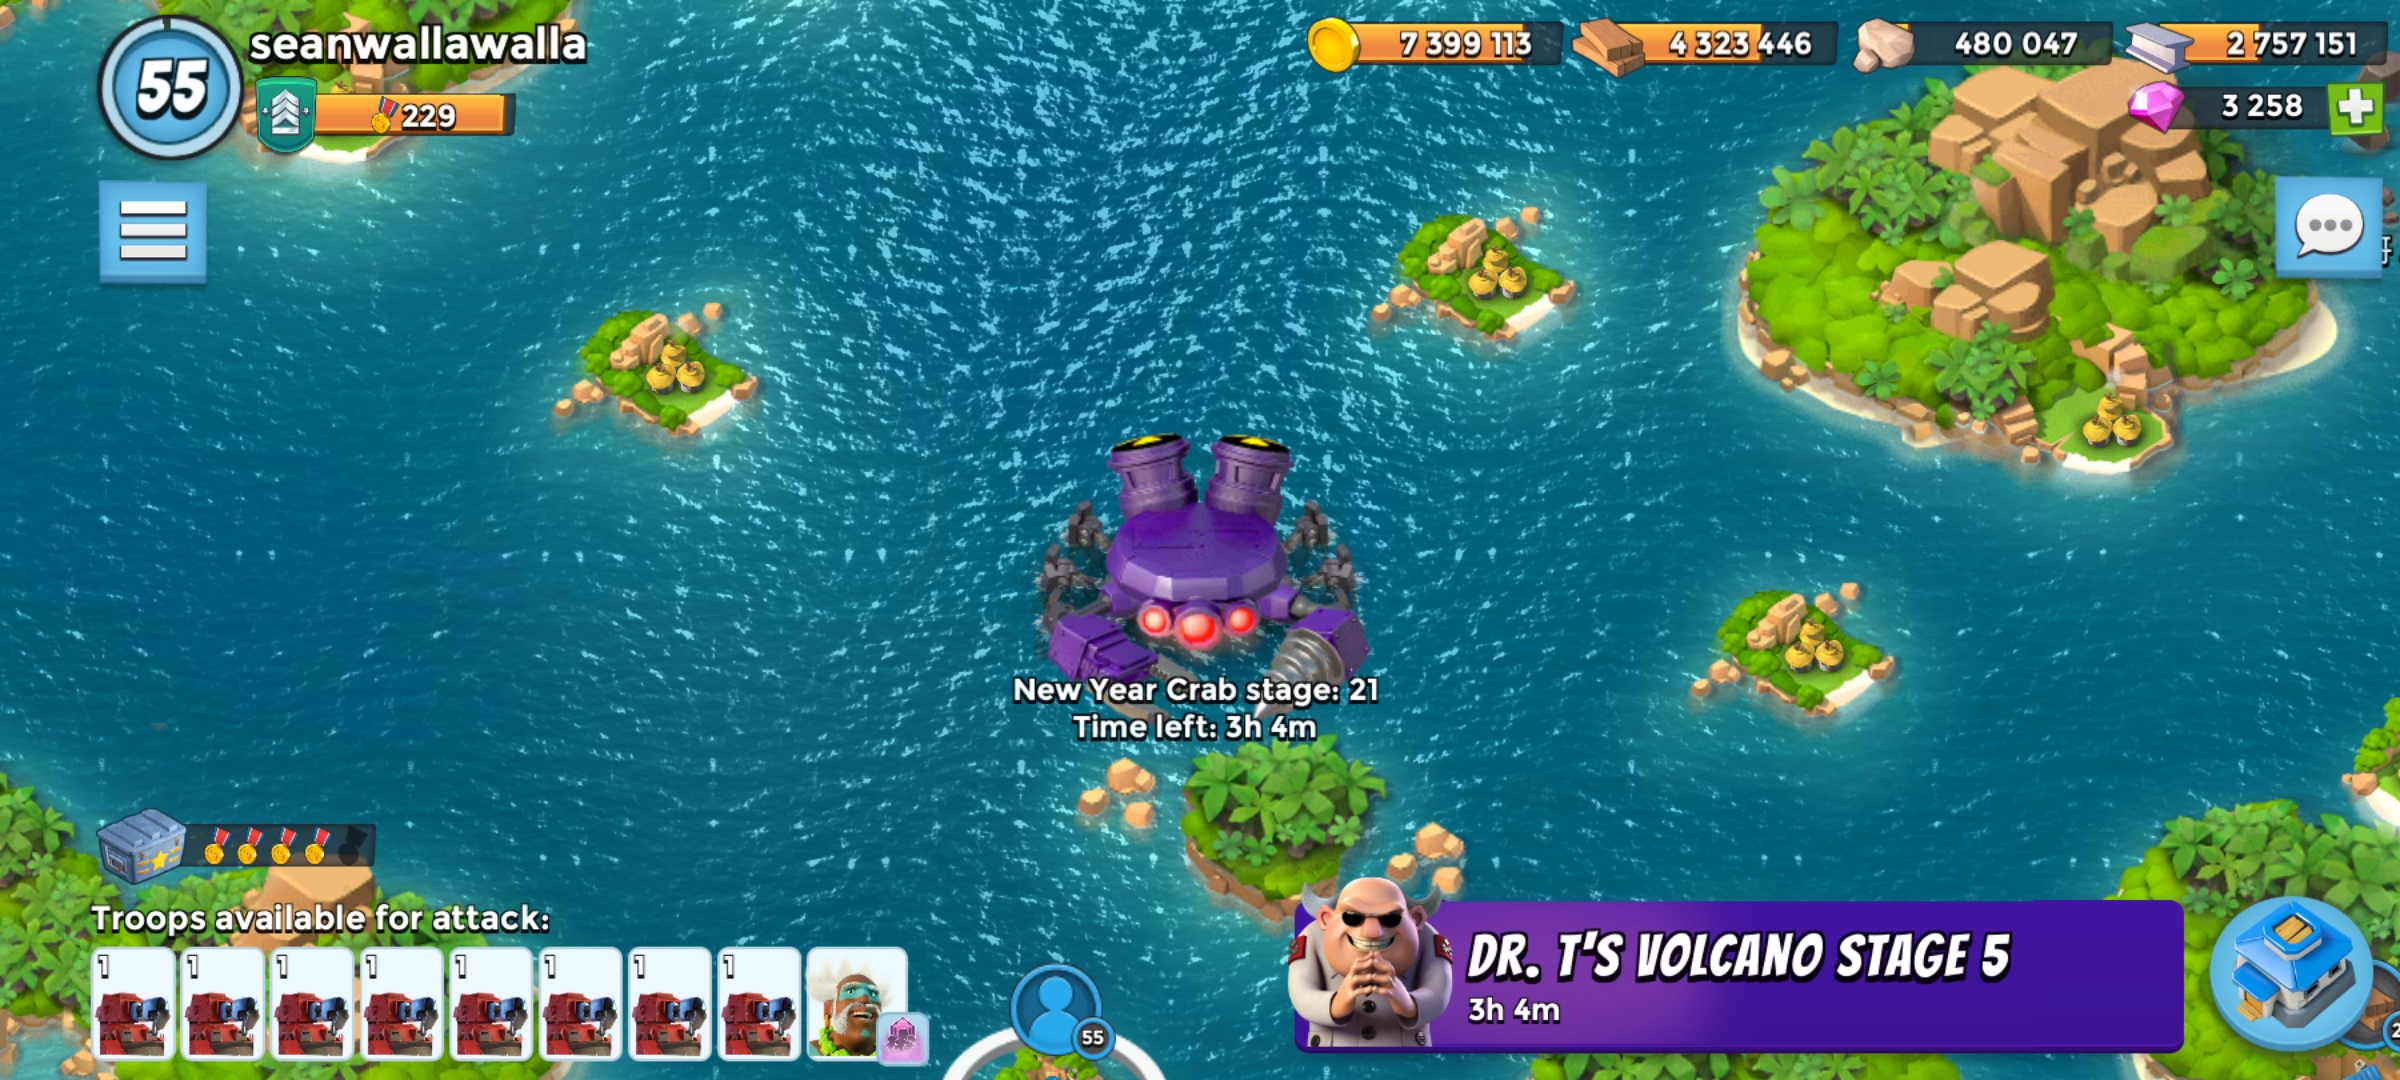 55
seanwallawalla
229
7 399 113
4 323 446
480 047
2 757 151
3 258
New Year Crab stage: 21
Time left: 3h 4m
Troops available for attack:
1
1
1
1
1
1
1
1
55
DR. T'S VOLCANO STAGE 5
3h 4m